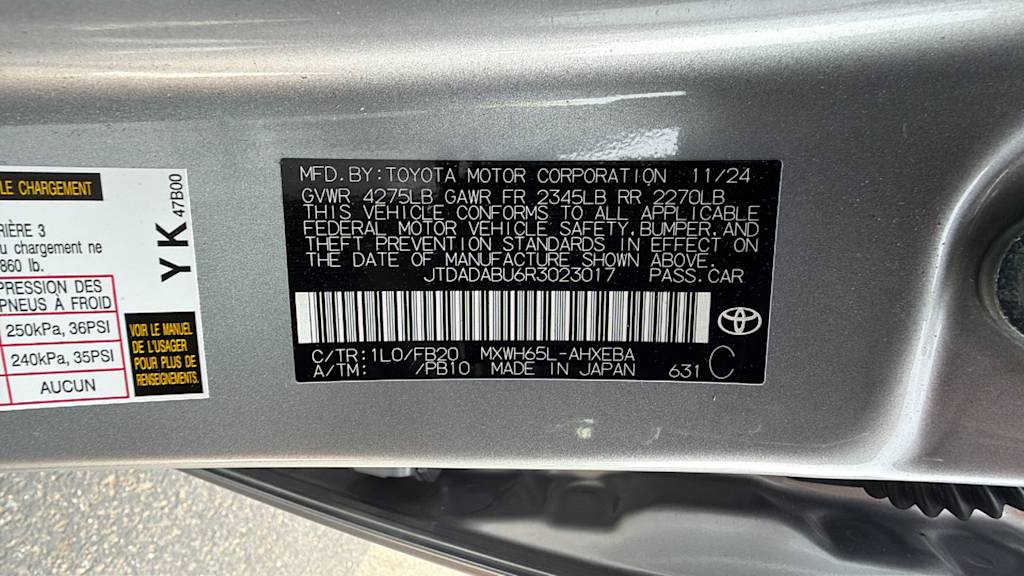 LE CHARGEMENT
RIÈRE 3
u chargement ne
860 lb.
PRESSION DES
PNEUS À FROID
250kPa, 36PSI
240kPa, 35PSI
AUCUN
YK
47B00
VOIR LE MANUEL
DE L'USAGER
POUR PLUS DE
RENSEIGNEMENTS.
MFD.BY:TOYOTA MOTOR CORPORATION 11/24
GVWR 4275LB GAWR FR 2345LB RR 2270LB
THIS VEHICLE CONFORMS TO ALL APPLICABLE
FEDERAL MOTOR VEHICLE SAFETY,BUMPER,AND
THEFT PREVENTION STANDARDS IN EFFECT ON
THE DATE OF MANUFACTURE SHOWN ABOVE.
JTDADABU6R3023017 PASS.CAR
C/TR:1L0/FB20 MXWH65L-AHXEBA
A/TM: /PB10 MADE IN JAPAN 631 C